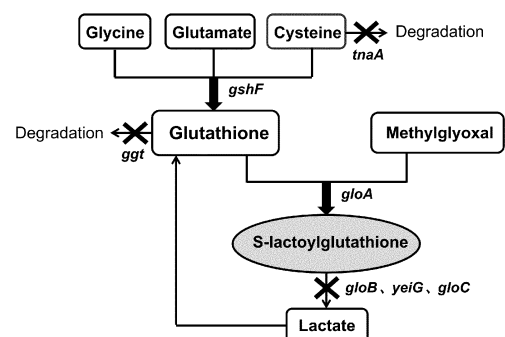 Glycine Glutamate Cysteine Degradation
tnaA
gshF
Degradation Glutathione Methylglyoxal
ggt
gloA
S-lactoylglutathione
gloB、yeiG、gloC
Lactate